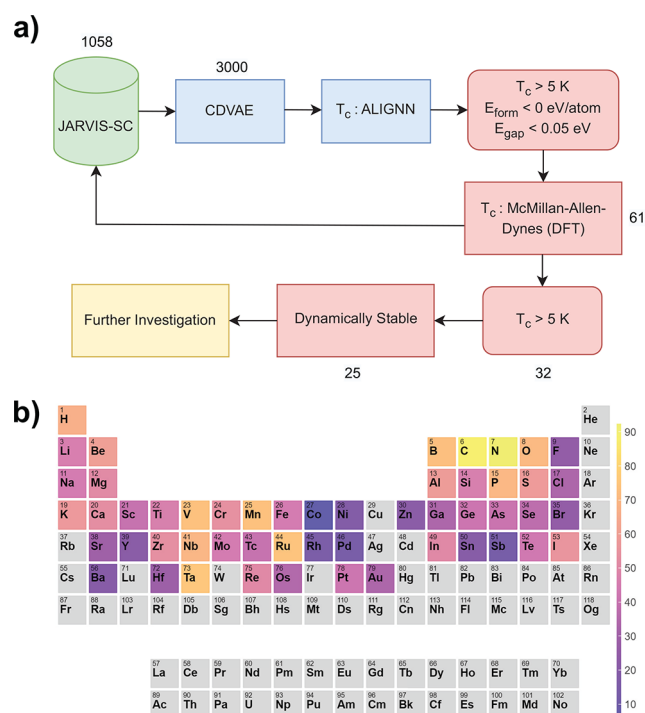 a)
1058
3000
JARVIS-SC
CDVAE
T_c : ALIGNN
T_c > 5 K
E_form < 0 eV/atom
E_gap < 0.05 eV
T_c : McMillan-Allen-
Dynes (DFT)
61
Further Investigation
Dynamically Stable
T_c > 5 K
25
32
b)
1 H 2 He
3 Li 4 Be 5 B 6 C 7 N 8 O 9 F 10 Ne
11 Na 12 Mg 13 Al 14 Si 15 P 16 S 17 Cl 18 Ar
19 K 20 Ca 21 Sc 22 Ti 23 V 24 Cr 25 Mn 26 Fe 27 Co 28 Ni 29 Cu 30 Zn 31 Ga 32 Ge 33 As 34 Se 35 Br 36 Kr
37 Rb 38 Sr 39 Y 40 Zr 41 Nb 42 Mo 43 Tc 44 Ru 45 Rh 46 Pd 47 Ag 48 Cd 49 In 50 Sn 51 Sb 52 Te 53 I 54 Xe
55 Cs 56 Ba 71 Lu 72 Hf 73 Ta 74 W 75 Re 76 Os 77 Ir 78 Pt 79 Au 80 Hg 81 Tl 82 Pb 83 Bi 84 Po 85 At 86 Rn
87 Fr 88 Ra 103 Lr 104 Rf 105 Db 106 Sg 107 Bh 108 Hs 109 Mt 110 Ds 111 Rg 112 Cn 113 Nh 114 Fl 115 Mc 116 Lv 117 Ts 118 Og
57 La 58 Ce 59 Pr 60 Nd 61 Pm 62 Sm 63 Eu 64 Gd 65 Tb 66 Dy 67 Ho 68 Er 69 Tm 70 Yb
89 Ac 90 Th 91 Pa 92 U 93 Np 94 Pu 95 Am 96 Cm 97 Bk 98 Cf 99 Es 100 Fm 101 Md 102 No
90
80
70
60
50
40
30
20
10